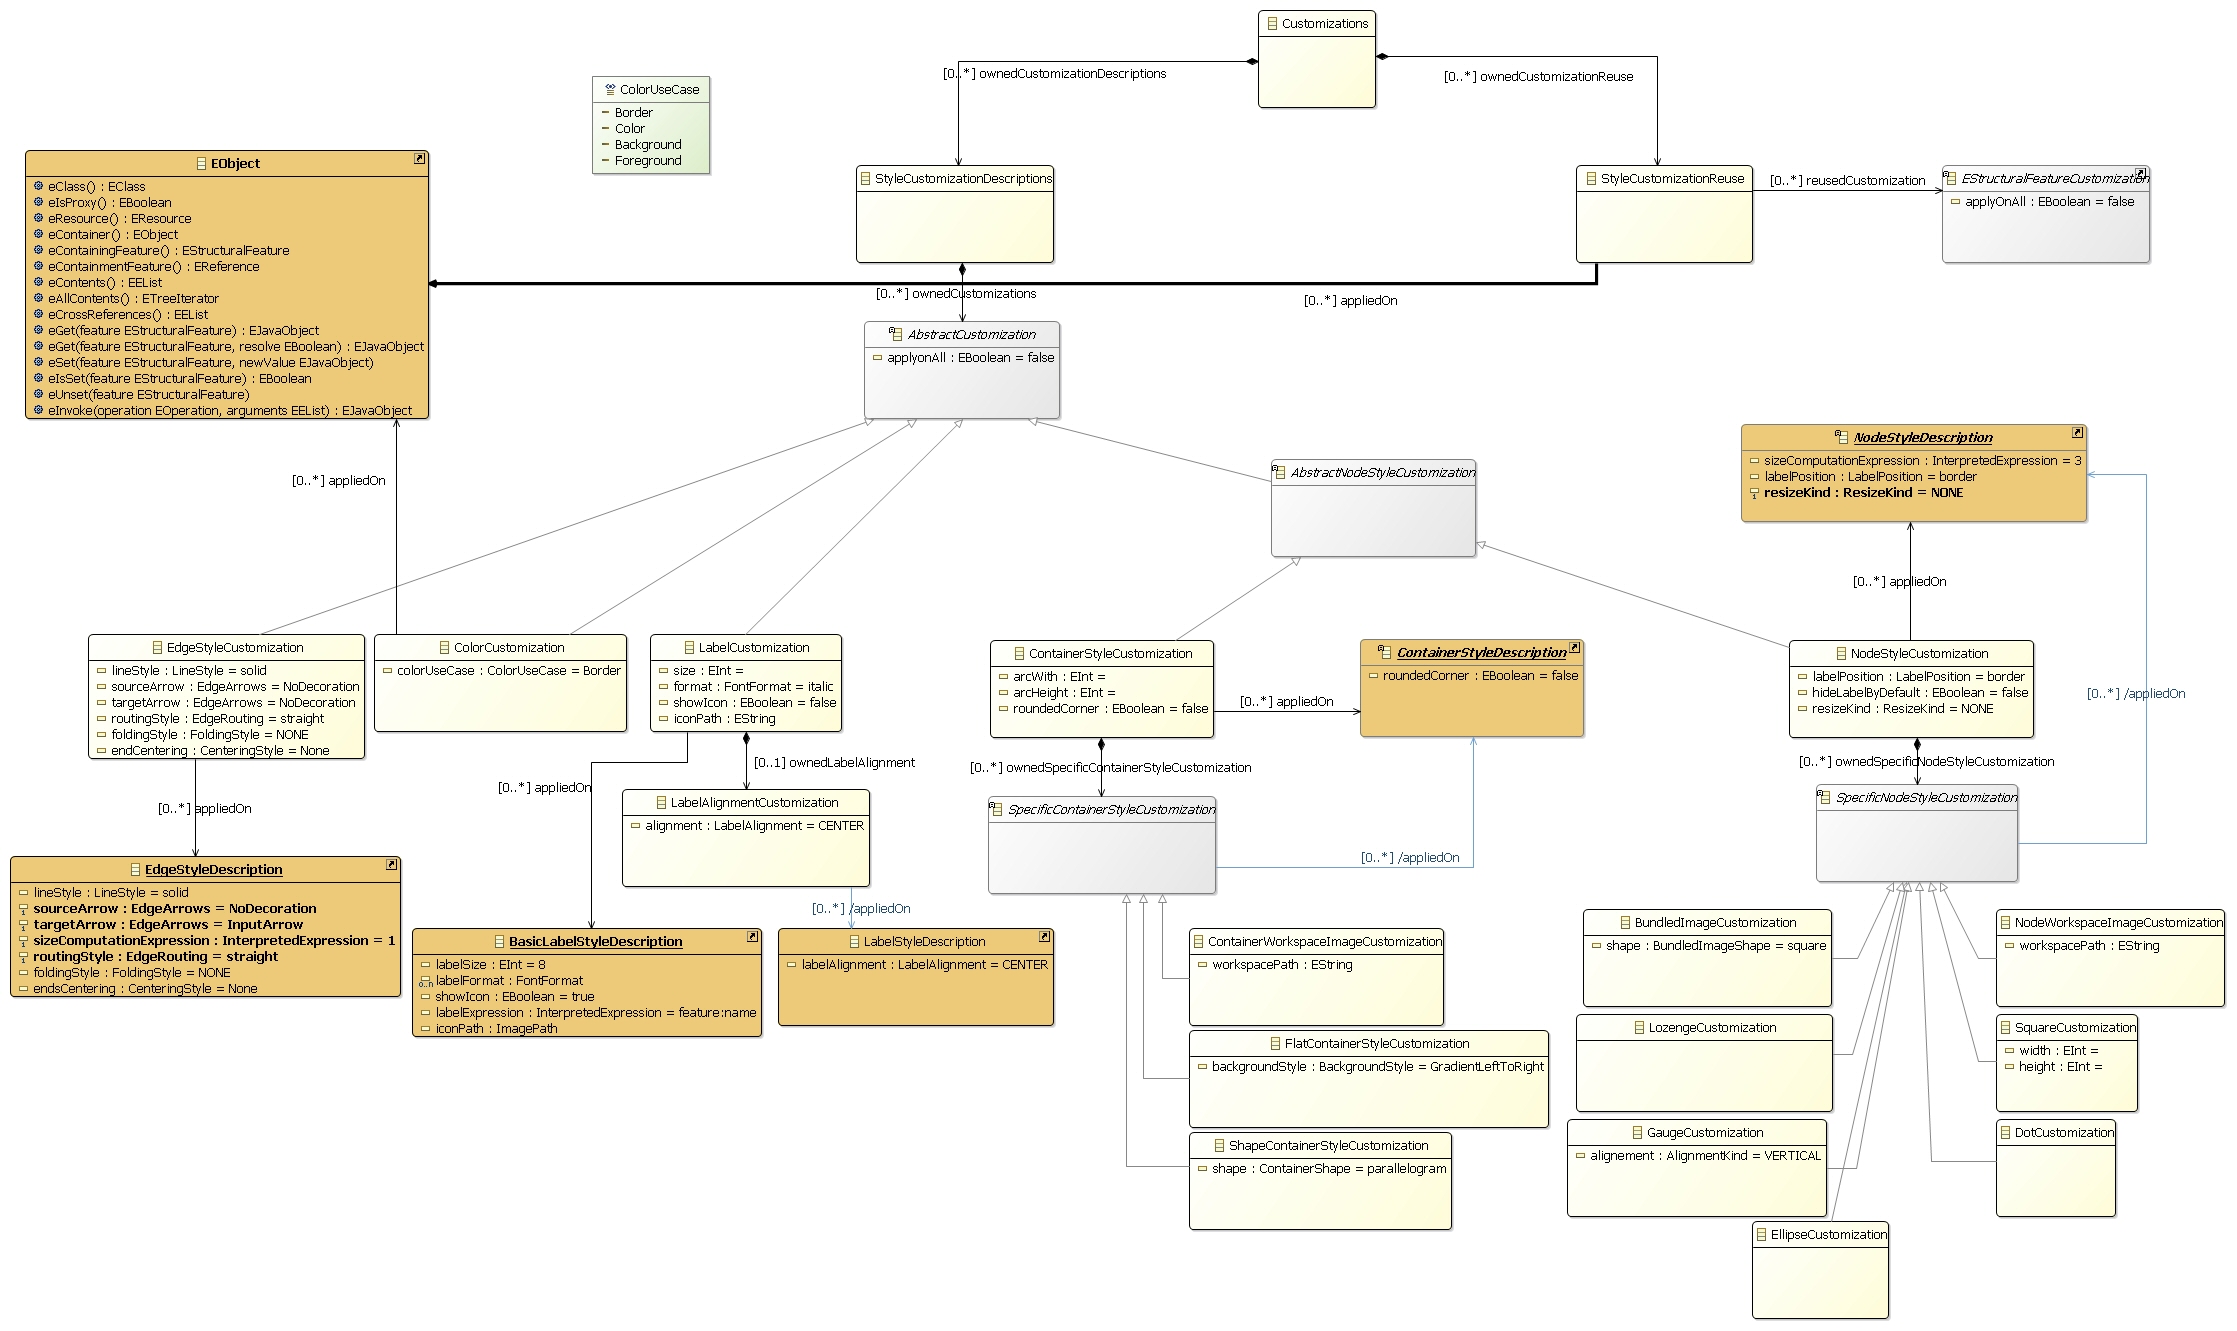 Customizations
[0..*] ownedCustomizationDescriptions
[0..*] ownedCustomizationReuse
ColorUseCase
Border
Color
Background
Foreground
EObject
eClass() : EClass
eIsProxy() : EBoolean
eResource() : EResource
eContainer() : EObject
eContainingFeature() : EStructuralFeature
eContainmentFeature() : EReference
eContents() : EEList
eAllContents() : ETreeIterator
eCrossReferences() : EEList
eGet(feature EStructuralFeature) : EJavaObject
eGet(feature EStructuralFeature, resolve EBoolean) : EJavaObject
eSet(feature EStructuralFeature, newValue EJavaObject)
eIsSet(feature EStructuralFeature) : EBoolean
eUnset(feature EStructuralFeature)
eInvoke(operation EOperation, arguments EEList) : EJavaObject
StyleCustomizationDescriptions
StyleCustomizationReuse
[0..*] reusedCustomization
EStructuralFeatureCustomization
applyOnAll : EBoolean = false
[0..*] ownedCustomizations
[0..*] appliedOn
AbstractCustomization
applyonAll : EBoolean = false
[0..*] appliedOn
AbstractNodeStyleCustomization
NodeStyleDescription
sizeComputationExpression : InterpretedExpression = 3
labelPosition : LabelPosition = border
resizeKind : ResizeKind = NONE
[0..*] appliedOn
EdgeStyleCustomization
lineStyle : LineStyle = solid
sourceArrow : EdgeArrows = NoDecoration
targetArrow : EdgeArrows = NoDecoration
routingStyle : EdgeRouting = straight
foldingStyle : FoldingStyle = NONE
endCentering : CenteringStyle = None
ColorCustomization
colorUseCase : ColorUseCase = Border
LabelCustomization
size : EInt =
format : FontFormat = italic
showIcon : EBoolean = false
iconPath : EString
ContainerStyleCustomization
arcWith : EInt =
arcHeight : EInt =
roundedCorner : EBoolean = false
[0..*] appliedOn
ContainerStyleDescription
roundedCorner : EBoolean = false
NodeStyleCustomization
labelPosition : LabelPosition = border
hideLabelByDefault : EBoolean = false
resizeKind : ResizeKind = NONE
[0..*] /appliedOn
[0..1] ownedLabelAlignment
[0..*] ownedSpecificContainerStyleCustomization
[0..*] ownedSpecificNodeStyleCustomization
[0..*] appliedOn
[0..*] appliedOn
LabelAlignmentCustomization
alignment : LabelAlignment = CENTER
SpecificContainerStyleCustomization
[0..*] /appliedOn
SpecificNodeStyleCustomization
EdgeStyleDescription
lineStyle : LineStyle = solid
sourceArrow : EdgeArrows = NoDecoration
targetArrow : EdgeArrows = InputArrow
sizeComputationExpression : InterpretedExpression = 1
routingStyle : EdgeRouting = straight
foldingStyle : FoldingStyle = NONE
endsCentering : CenteringStyle = None
[0..*] /appliedOn
BasicLabelStyleDescription
labelSize : EInt = 8
labelFormat : FontFormat
showIcon : EBoolean = true
labelExpression : InterpretedExpression = feature:name
iconPath : ImagePath
LabelStyleDescription
labelAlignment : LabelAlignment = CENTER
ContainerWorkspaceImageCustomization
workspacePath : EString
FlatContainerStyleCustomization
backgroundStyle : BackgroundStyle = GradientLeftToRight
ShapeContainerStyleCustomization
shape : ContainerShape = parallelogram
BundledImageCustomization
shape : BundledImageShape = square
NodeWorkspaceImageCustomization
workspacePath : EString
LozengeCustomization
SquareCustomization
width : EInt =
height : EInt =
GaugeCustomization
alignement : AlignmentKind = VERTICAL
DotCustomization
EllipseCustomization